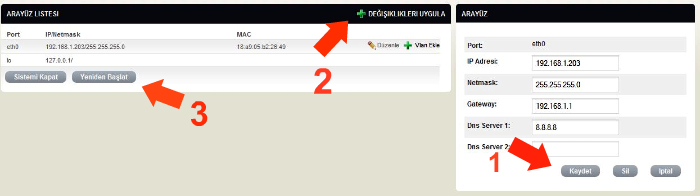 ARAYÜZ LİSTESİ
DEĞİŞİKLİKLERİ UYGULA
Port IP/Netmask MAC
eth0 192.168.1.203/255.255.255.0 18:a9:05:b2:28:49
Düzenle Vlan Ekle
lo 127.0.0.1/
Sistemi Kapat Yeniden Başlat
2
3
ARAYÜZ
Port: eth0
IP Adresi: 192.168.1.203
Netmask: 255.255.255.0
Gateway: 192.168.1.1
Dns Server 1: 8.8.8.8
Dns Server 2:
1
Kaydet Sil İptal